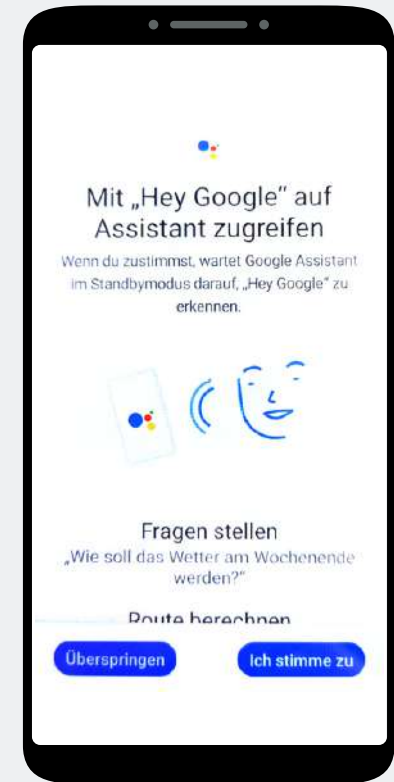 Mit „Hey Google“ auf
Assistant zugreifen
Wenn du zustimmst, wartet Google Assistant
im Standbymodus darauf, „Hey Google“ zu
erkennen.
Fragen stellen
„Wie soll das Wetter am Wochenende
werden?“
Route berechnen
Überspringen
Ich stimme zu